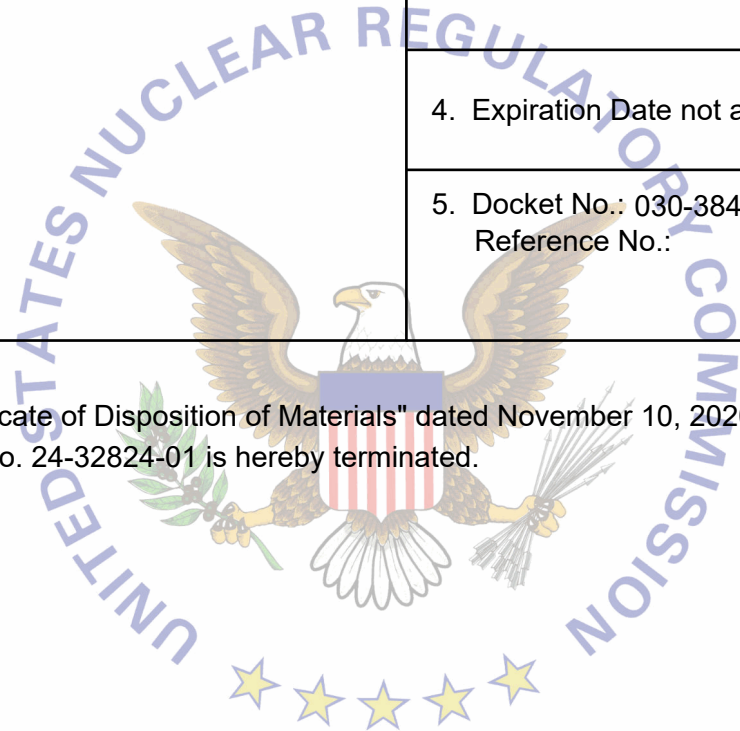 UNITED STATES NUCLEAR REGULATORY COMMISSION
4. Expiration Date not
5. Docket No.: 030-384
Reference No.:
cate of Disposition of Materials" dated November 10, 202
o. 24-32824-01 is hereby terminated.